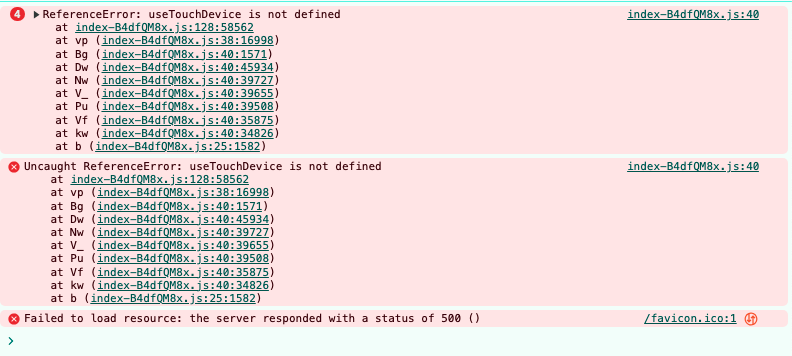 4 ▶ ReferenceError: useTouchDevice is not defined index-B4dfQM8x.js:40
at index-B4dfQM8x.js:128:58562
at vp (index-B4dfQM8x.js:38:16998)
at Bg (index-B4dfQM8x.js:40:1571)
at Dw (index-B4dfQM8x.js:40:45934)
at Nw (index-B4dfQM8x.js:40:39727)
at V_ (index-B4dfQM8x.js:40:39655)
at Pu (index-B4dfQM8x.js:40:39508)
at Vf (index-B4dfQM8x.js:40:35875)
at kw (index-B4dfQM8x.js:40:34826)
at b (index-B4dfQM8x.js:25:1582)
Uncaught ReferenceError: useTouchDevice is not defined index-B4dfQM8x.js:40
at index-B4dfQM8x.js:128:58562
at vp (index-B4dfQM8x.js:38:16998)
at Bg (index-B4dfQM8x.js:40:1571)
at Dw (index-B4dfQM8x.js:40:45934)
at Nw (index-B4dfQM8x.js:40:39727)
at V_ (index-B4dfQM8x.js:40:39655)
at Pu (index-B4dfQM8x.js:40:39508)
at Vf (index-B4dfQM8x.js:40:35875)
at kw (index-B4dfQM8x.js:40:34826)
at b (index-B4dfQM8x.js:25:1582)
Failed to load resource: the server responded with a status of 500 () /favicon.ico:1
>